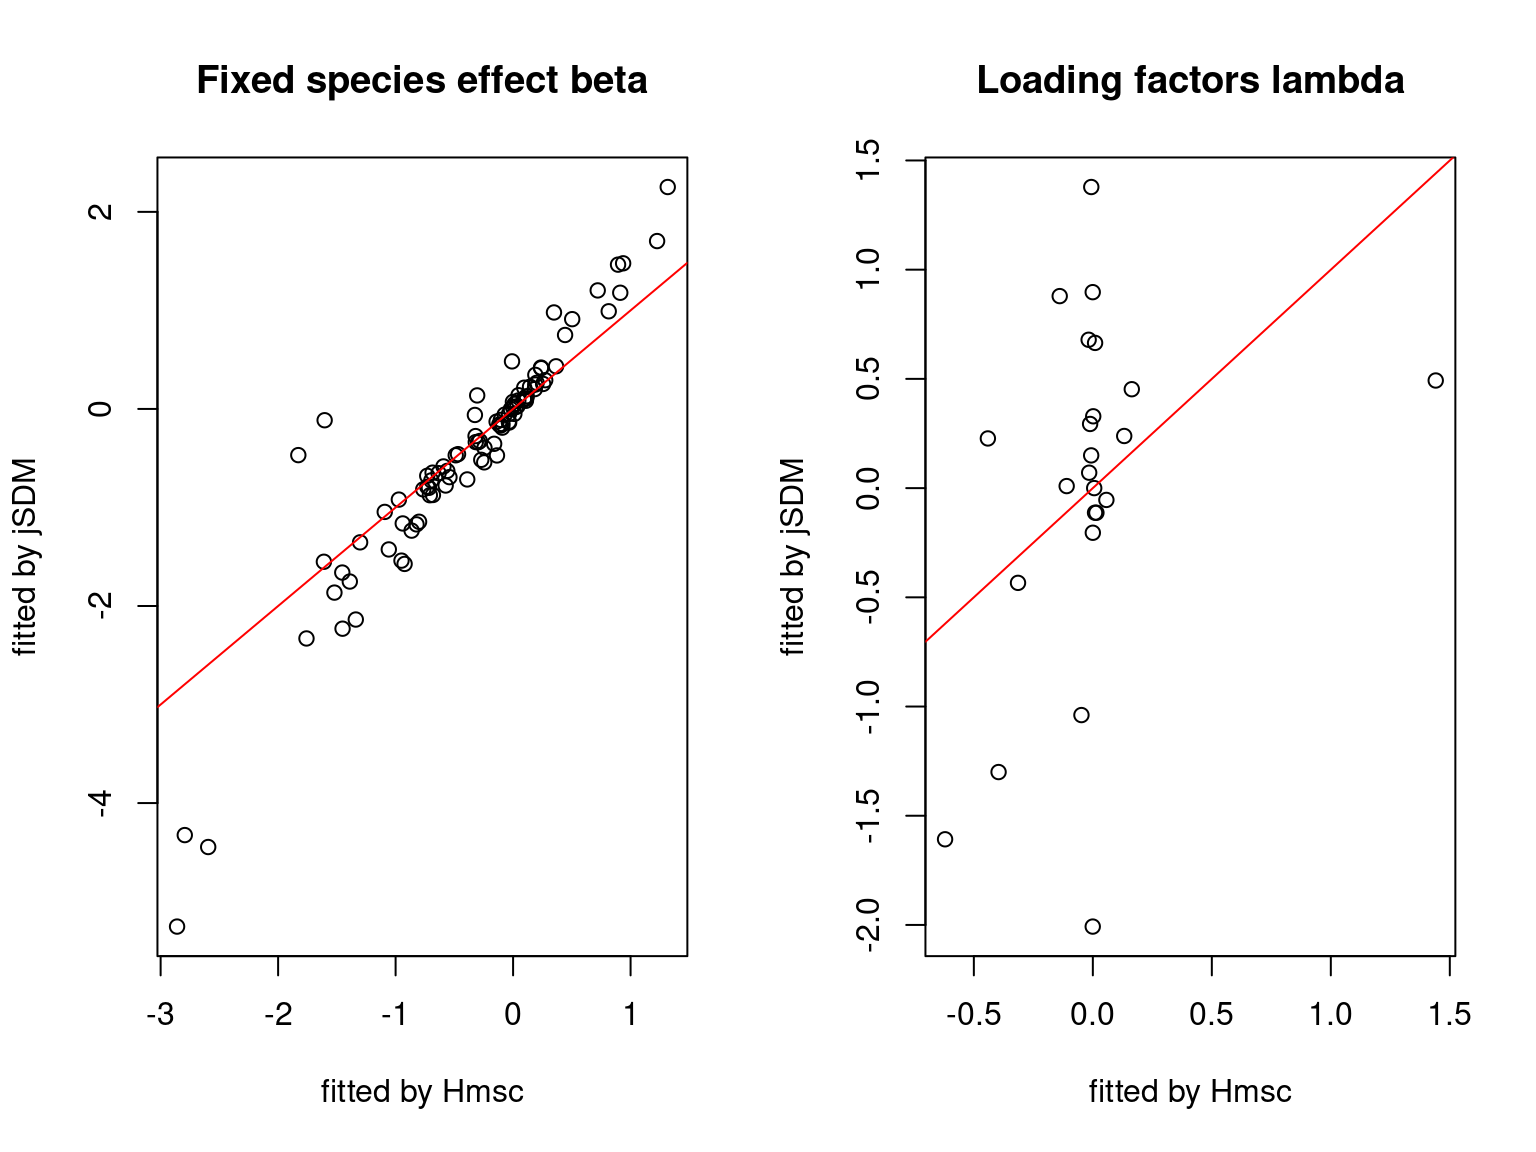 Fixed species effect beta
fitted by jSDM
2
0
-2
-4
-3 -2 -1 0 1
fitted by Hmsc
Loading factors lambda
fitted by jSDM
1.5
1.0
0.5
0.0
-0.5
-1.0
-1.5
-2.0
-0.5 0.0 0.5 1.0 1.5
fitted by Hmsc